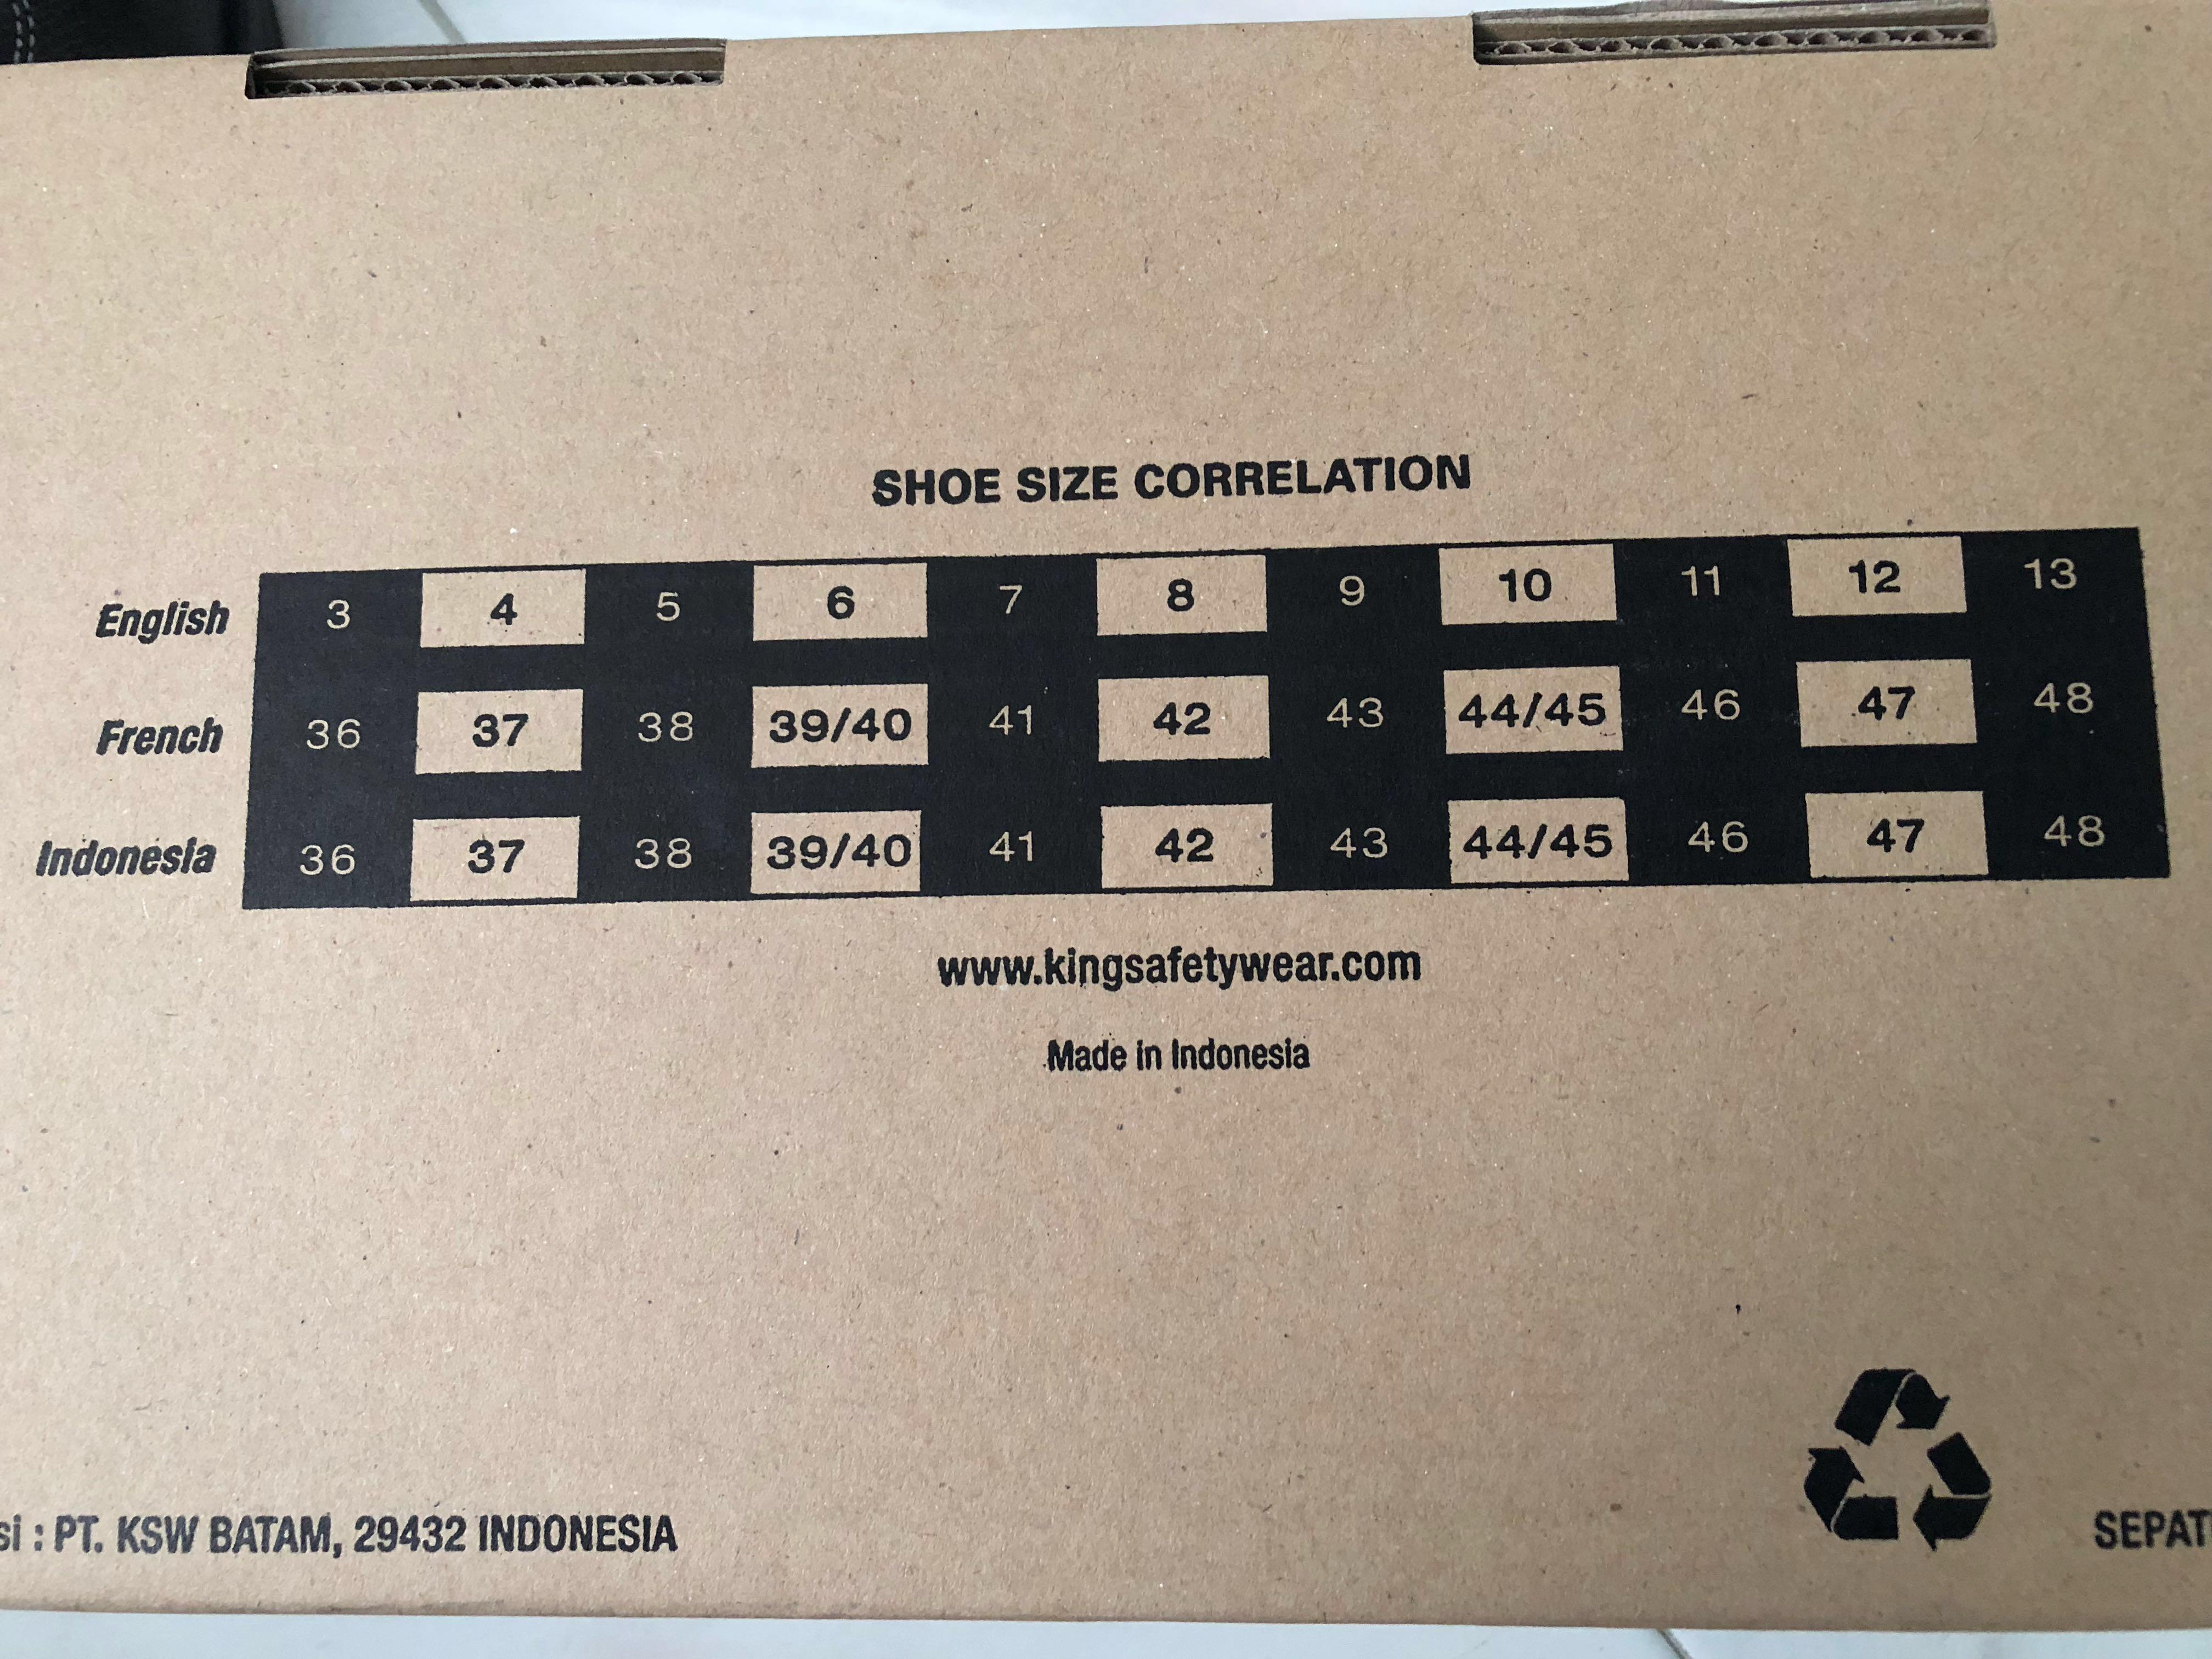 SHOE SIZE CORRELATION
English 3 4 5 6 7 8 9 10 11 12 13
French 36 37 38 39/40 41 42 43 44/45 46 47 48
Indonesia 36 37 38 39/40 41 42 43 44/45 46 47 48
www.kingsafetywear.com
Made in Indonesia
si : PT. KSW BATAM, 29432 INDONESIA
SEPAT